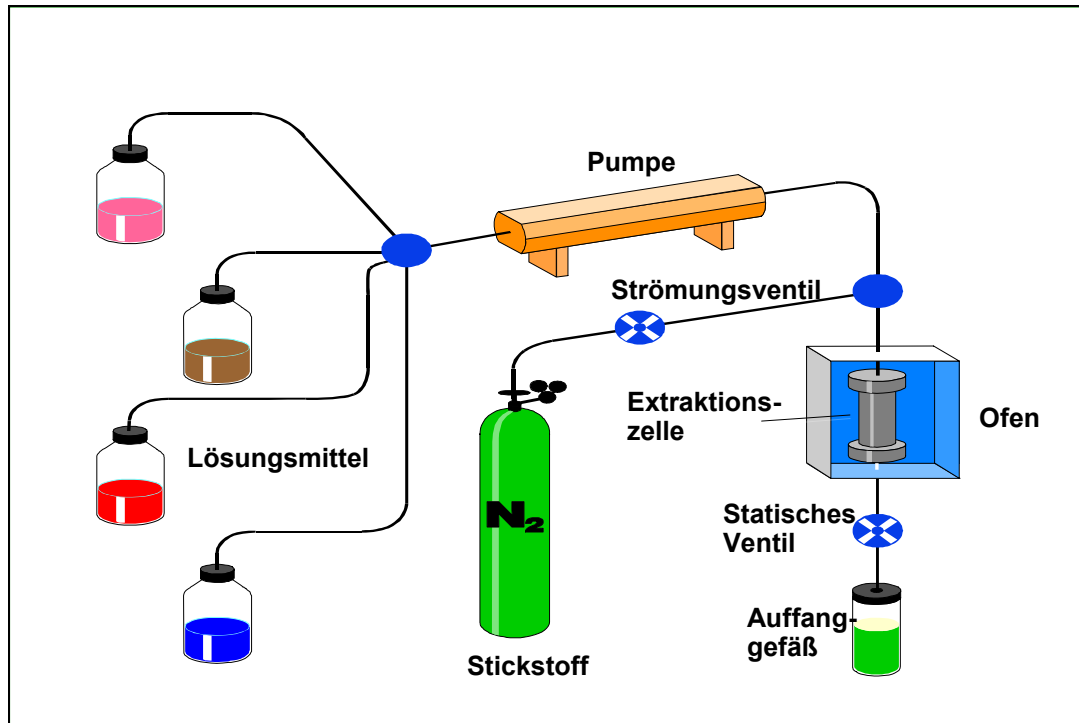 Pumpe
Strömungsventil
Extraktions-
zelle
Ofen
Lösungsmittel
N₂
Statisches
Ventil
Auffang-
gefäß
Stickstoff